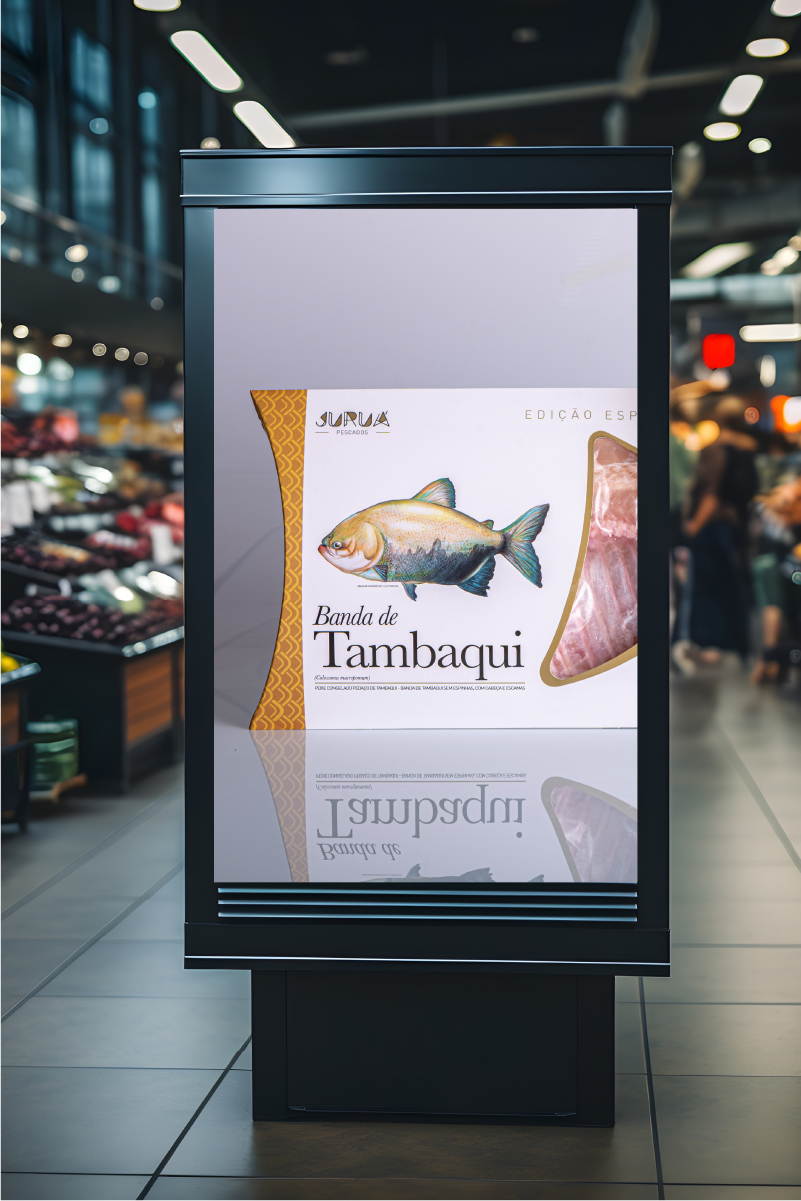 JURUÁ
PESCADOS
EDIÇÃO ESP
Banda de
Tambaqui
(Colossoma macropomum)
PEIXE CONGELADO PEDAÇO DE TAMBAQUI - BANDA DE TAMBAQUI SEM ESPINHAS, COM CABEÇA E ESCAMAS